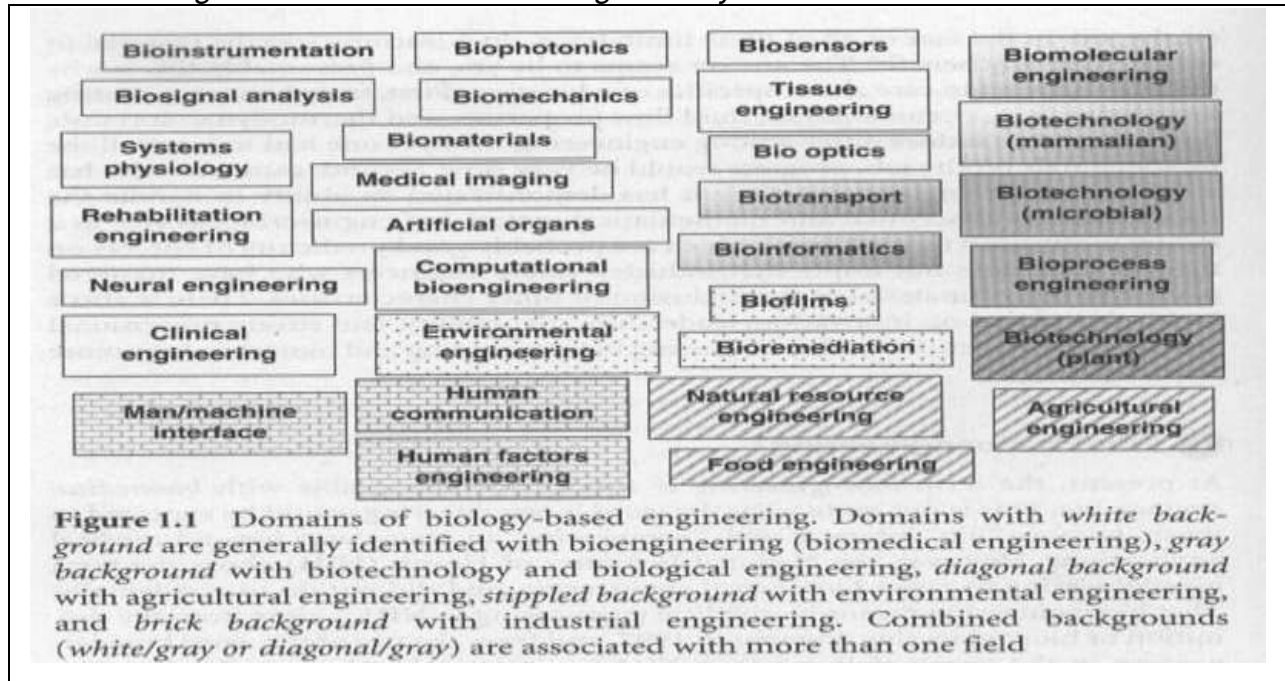 Bioinstrumentation
Biophotonics
Biosensors
Biomolecular
engineering
Biosignal analysis
Biomechanics
Tissue
engineering
Systems
physiology
Biomaterials
Biotechnology
(mammalian)
Bio optics
Medical imaging
Rehabilitation
engineering
Artificial organs
Biotransport
Biotechnology
(microbial)
Bioinformatics
Neural engineering
Computational
bioengineering
Bioprocess
engineering
Biofilms
Clinical
engineering
Environmental
engineering
Bioremediation
Biotechnology
(plant)
Man/machine
interface
Human
communication
Natural resource
engineering
Agricultural
engineering
Human factors
engineering
Food engineering
Figure 1.1 Domains of biology-based engineering. Domains with white back-
ground are generally identified with bioengineering (biomedical engineering), gray
background with biotechnology and biological engineering, diagonal background
with agricultural engineering, stippled background with environmental engineering,
and brick background with industrial engineering. Combined backgrounds
(white/gray or diagonal/gray) are associated with more than one field